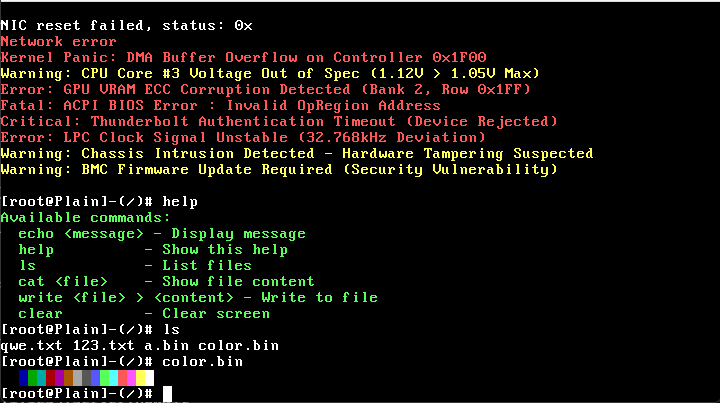 NIC reset failed, status: 0x
Network error
Kernel Panic: DMA Buffer Overflow on Controller 0x1F00
Warning: CPU Core #3 Voltage Out of Spec (1.12V > 1.05V Max)
Error: GPU VRAM ECC Corruption Detected (Bank 2, Row 0x1FF)
Fatal: ACPI BIOS Error : Invalid OpRegion Address
Critical: Thunderbolt Authentication Timeout (Device Rejected)
Error: LPC Clock Signal Unstable (32.768kHz Deviation)
Warning: Chassis Intrusion Detected - Hardware Tampering Suspected
Warning: BMC Firmware Update Required (Security Vulnerability)
[root@Plain]-(/)# help
Available commands:
echo <message> - Display message
help - Show this help
ls - List files
cat <file> - Show file content
write <file> > <content> - Write to file
clear - Clear screen
[root@Plain]-(/)# ls
qwe.txt 123.txt a.bin color.bin
[root@Plain]-(/)# color.bin
[root@Plain]-(/)#